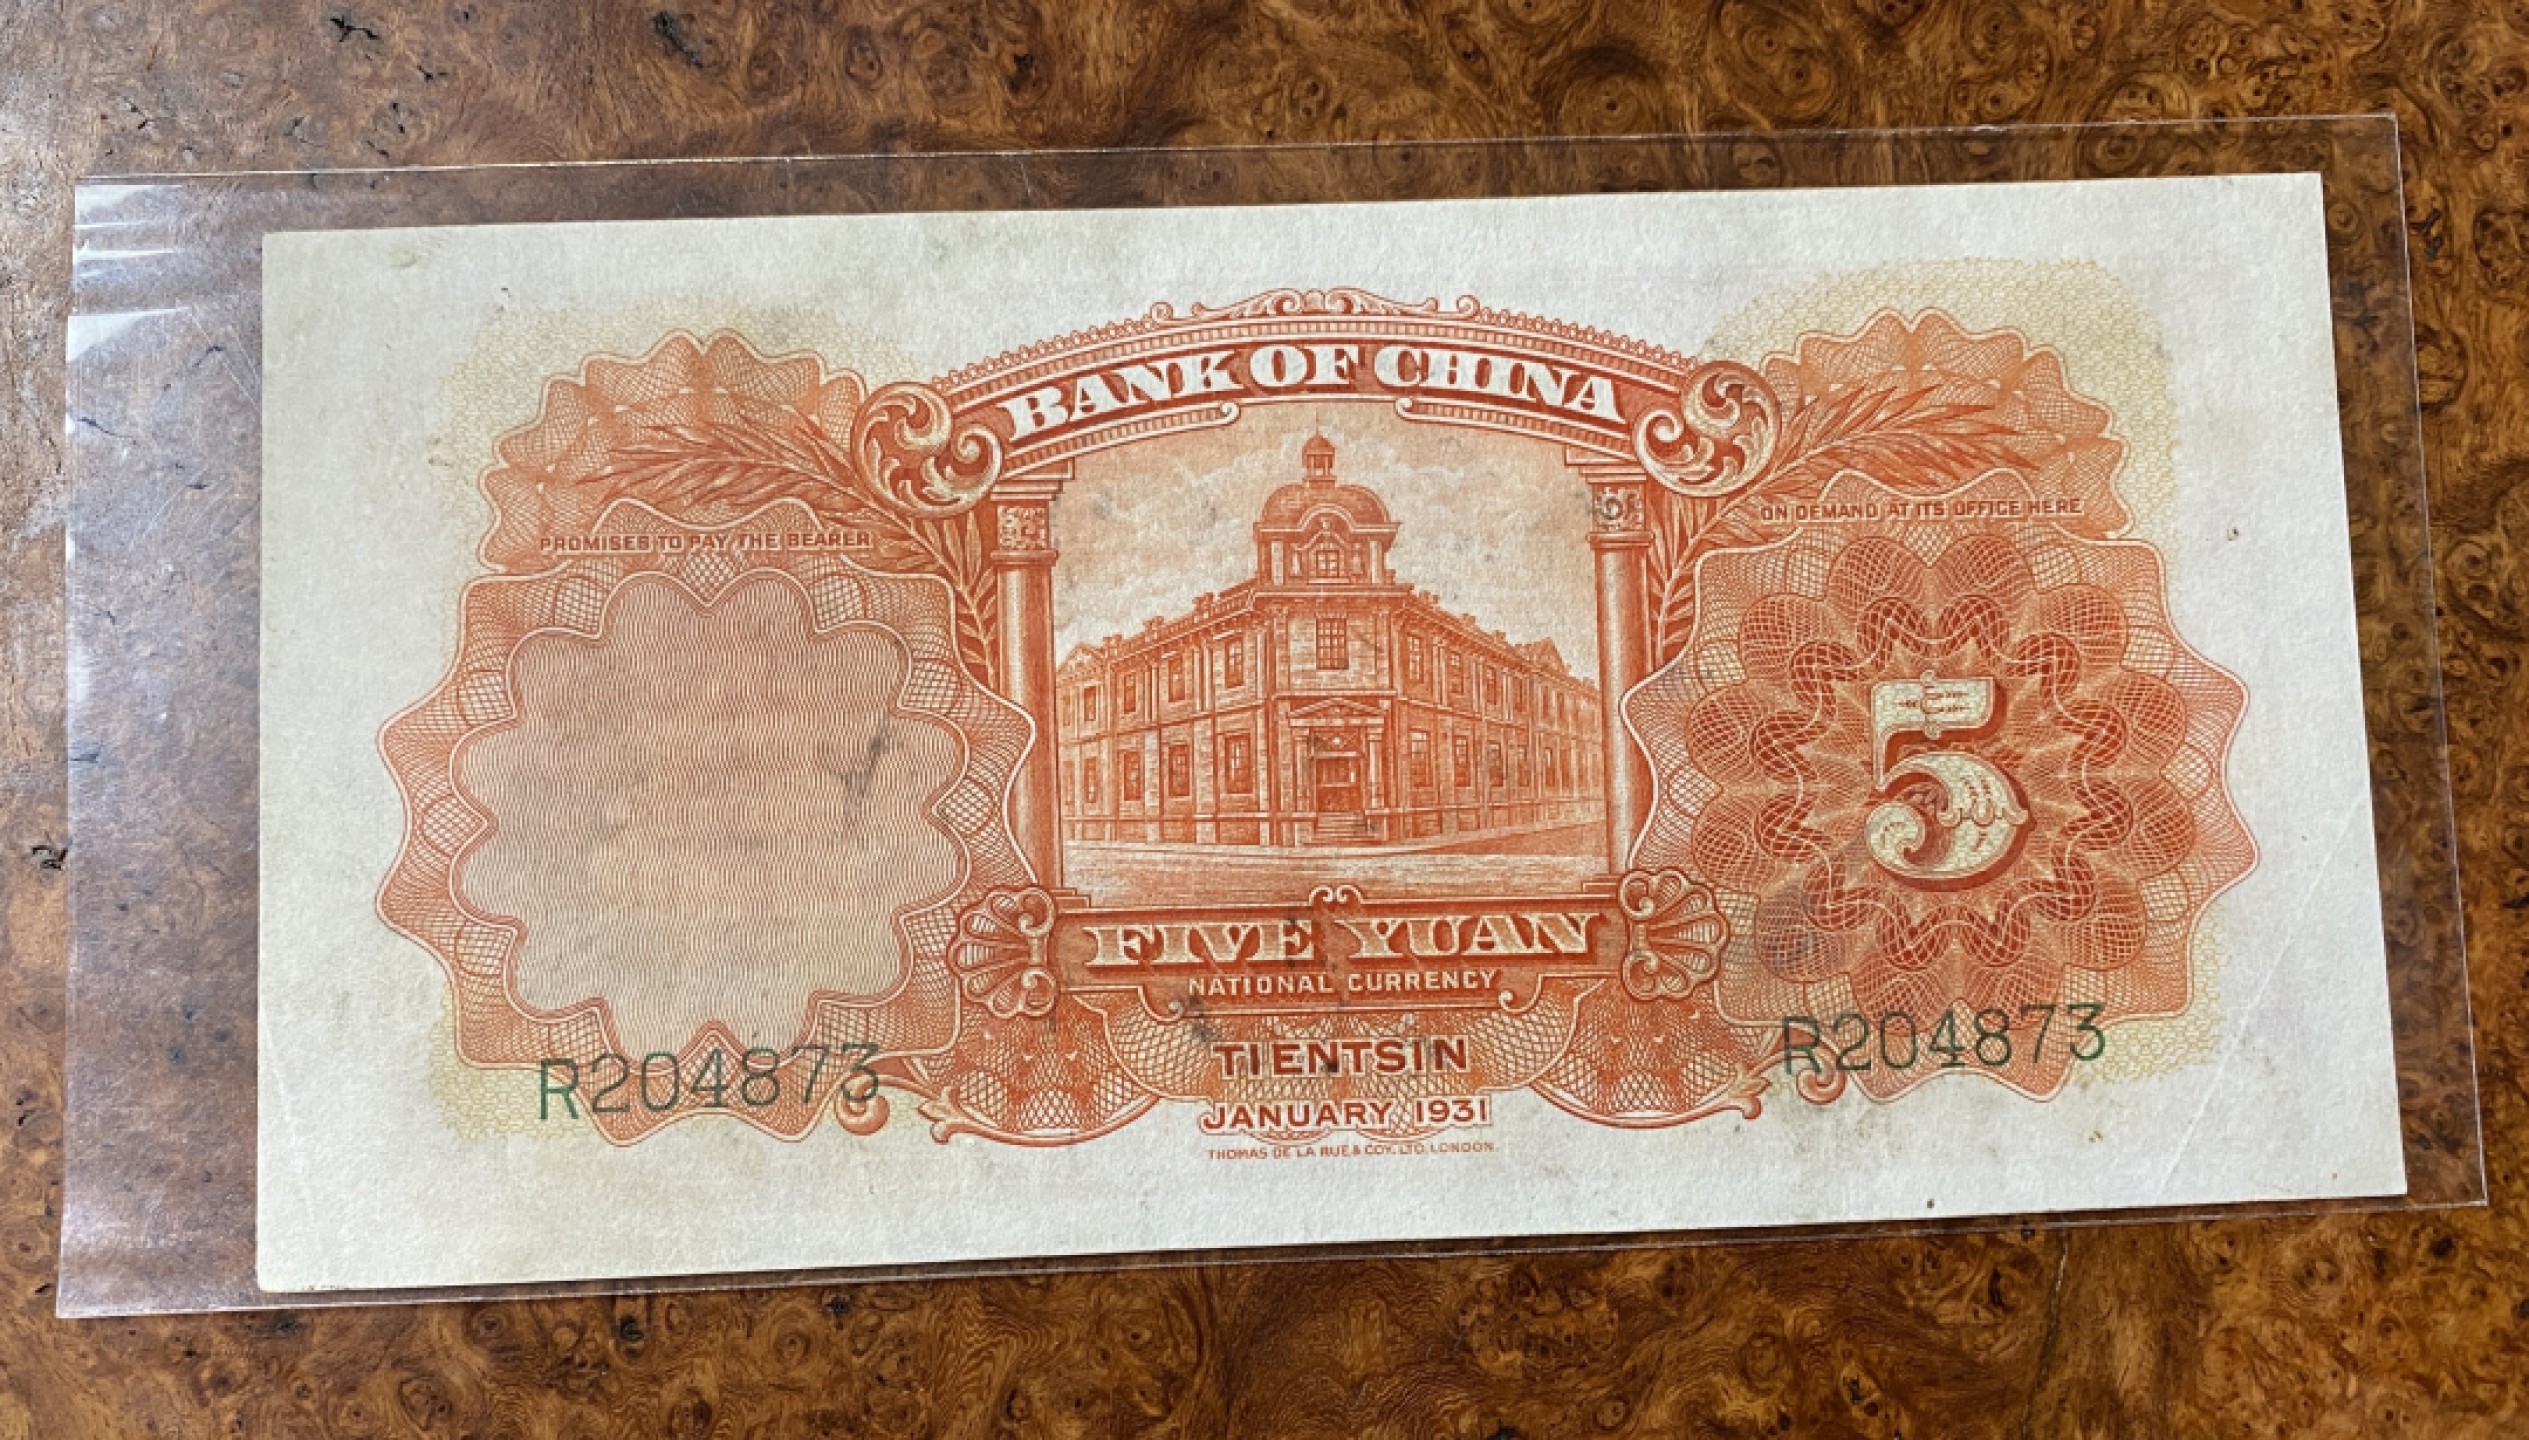 BANK OF CHINA
PROMISES TO PAY THE BEARER
ON DEMAND AT ITS OFFICE HERE
5
FIVE YUAN
NATIONAL CURRENCY
R204873
R204873
TIENTSIN
JANUARY 1931
THOMAS DE LA RUE & COY. LTD. LONDON.